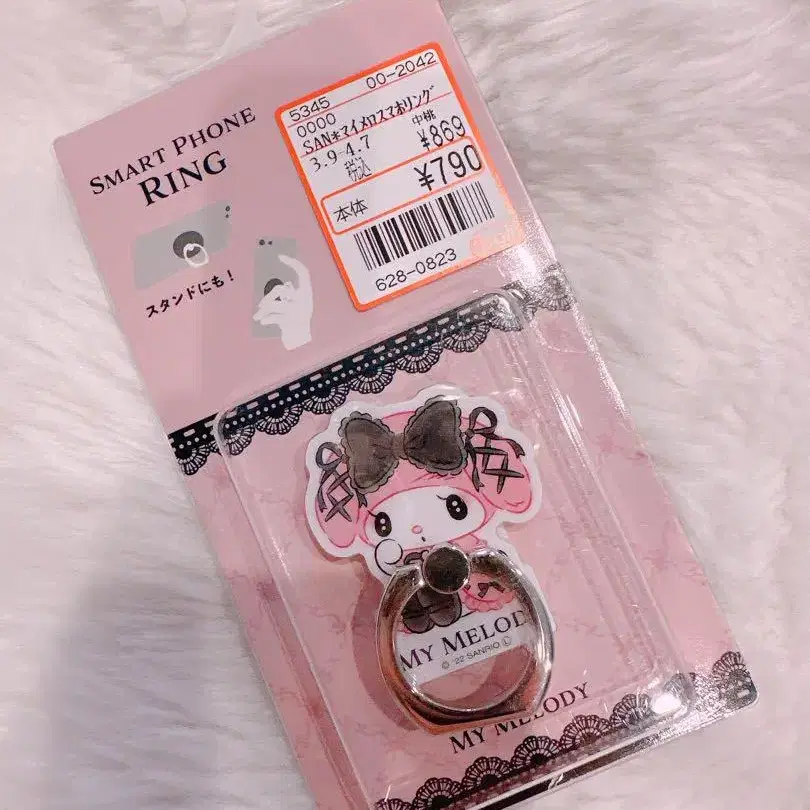 SMART PHONE
RING
スタンドにも!
5345 00-2042
0000
SAN*マイメロスマホリング
3.9-4.7 中桃
税込 ¥869
本体 ¥790
628-0823
MY MELODY
© '22 SANRIO Ⓛ
MY MELODY